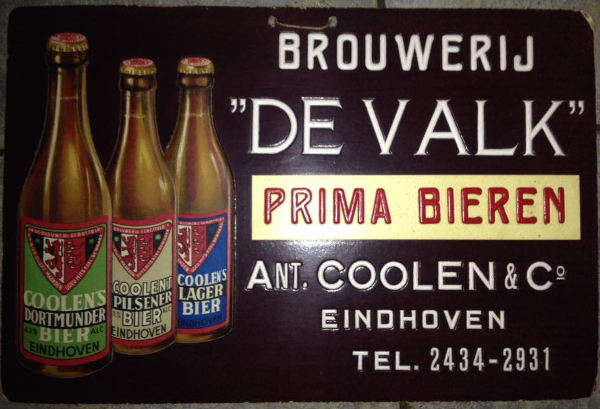 BROUWERIJ
"DE VALK"
PRIMA BIEREN
ANT. COOLEN & Co
EINDHOVEN
TEL. 2434-2931
COOLEN'S
DORTMUNDER
BIER
EINDHOVEN
COOLEN'S
PILSENER
BIER
EINDHOVEN
COOLEN'S
LAGER
BIER
EINDHOVEN